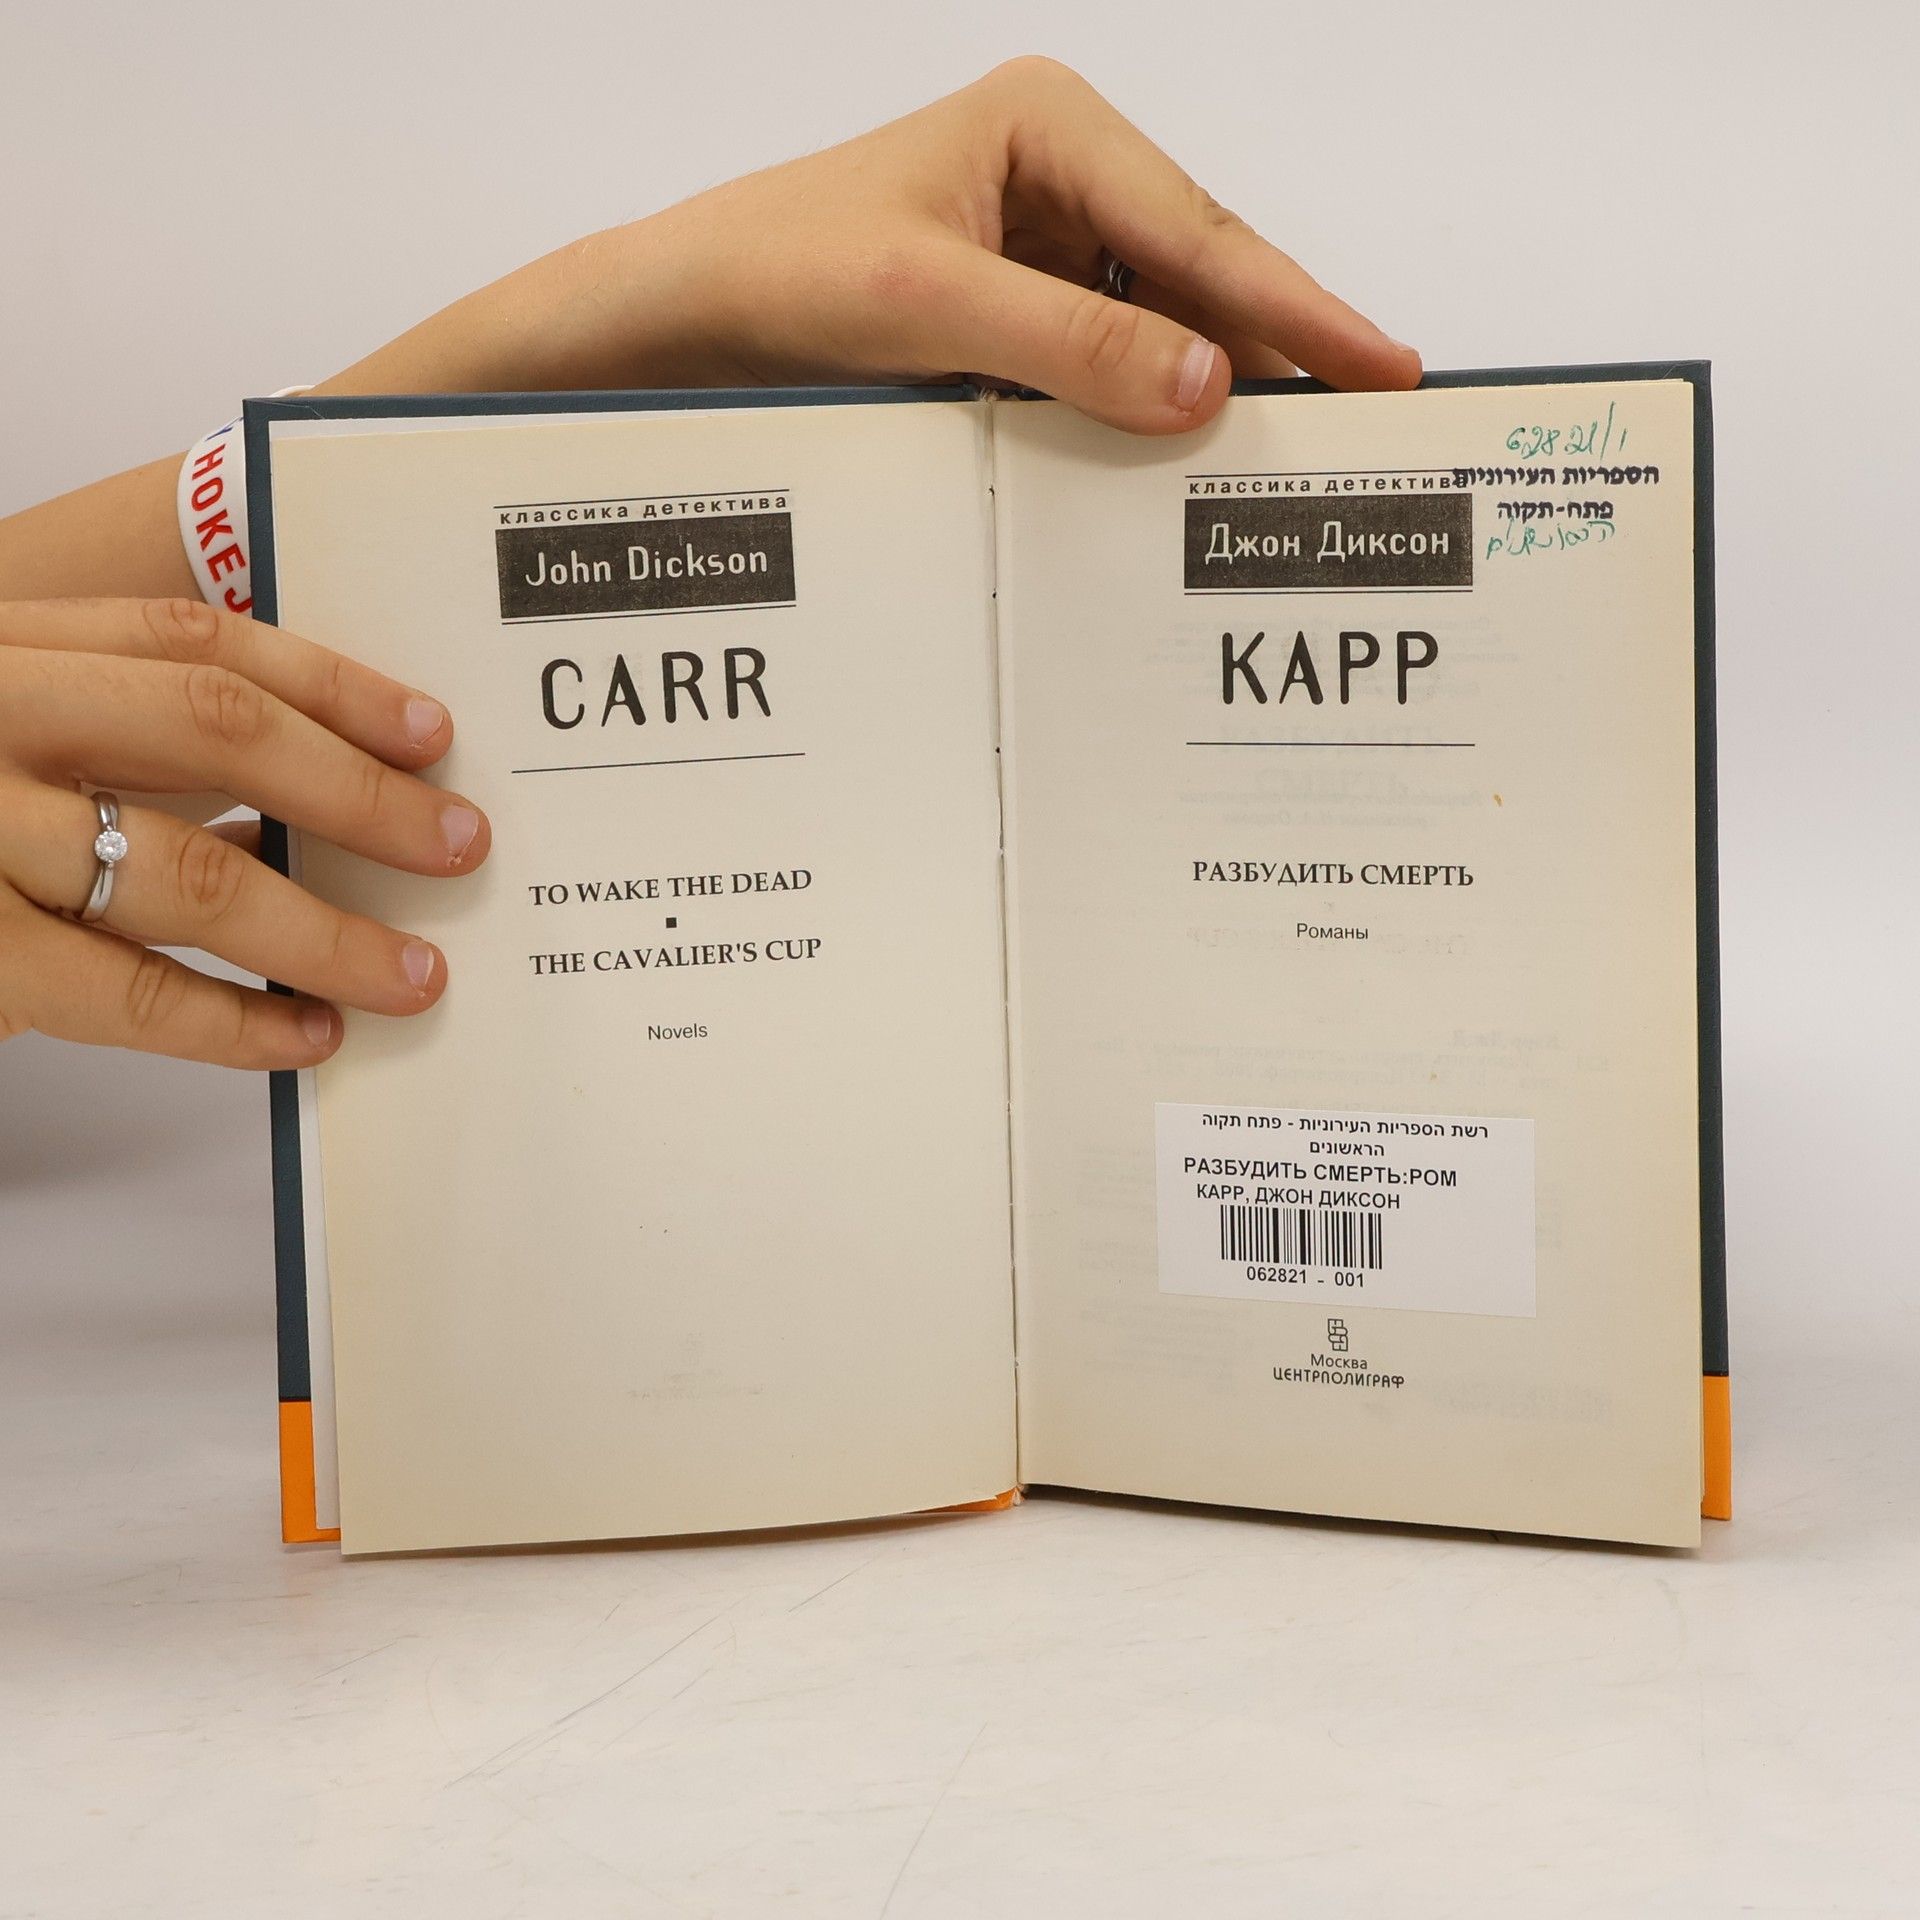 HOKEJ
классика детектива
John Dickson
CARR
TO WAKE THE DEAD
■
THE CAVALIER'S CUP
Novels
62821/1
הספריות העירוניות
פתח-תקוה
классика детектива
Джон Диксон
КАРР
РАЗБУДИТЬ СМЕРТЬ
Романы
רשת הספריות העירוניות - פתח תקוה
הראשונים
РАЗБУДИТЬ СМЕРТЬ:РОМ
КАРР, ДЖОН ДИКСОН
062821 - 001
Москва
ЦЕНТРПОЛИГРАФ